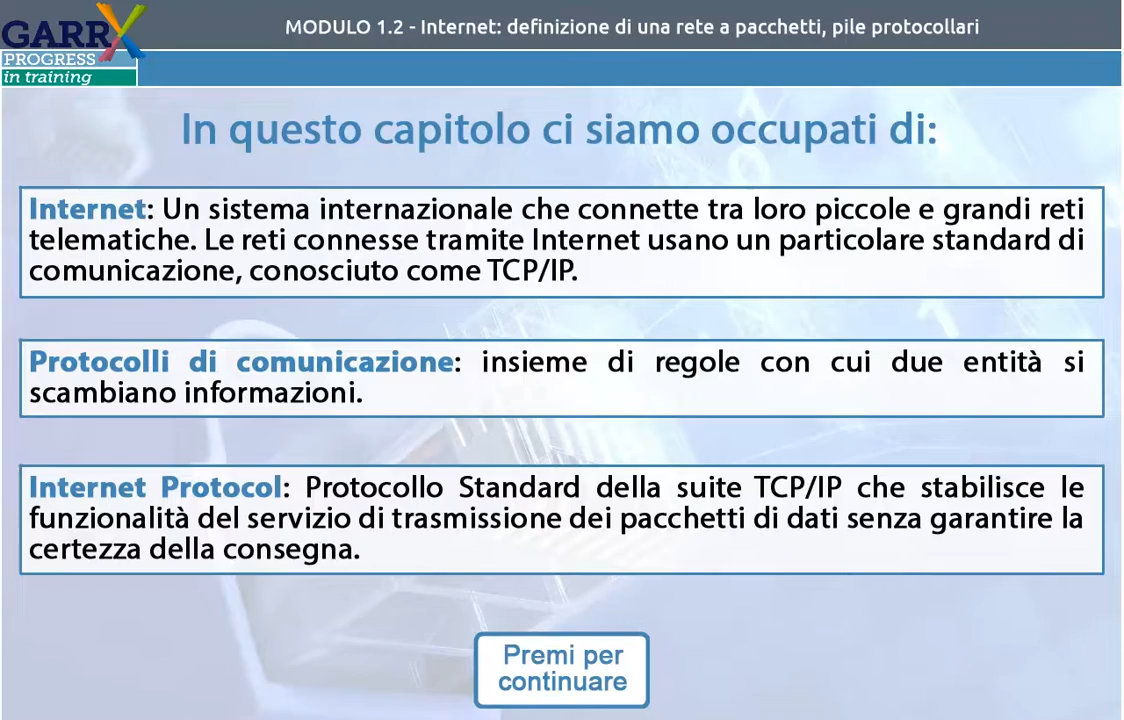 GARR X
PROGRESS
in training
MODULO 1.2 - Internet: definizione di una rete a pacchetti, pile protocollari
In questo capitolo ci siamo occupati di:
Internet: Un sistema internazionale che connette tra loro piccole e grandi reti
telematiche. Le reti connesse tramite Internet usano un particolare standard di
comunicazione, conosciuto come TCP/IP.
Protocolli di comunicazione: insieme di regole con cui due entità si
scambiano informazioni.
Internet Protocol: Protocollo Standard della suite TCP/IP che stabilisce le
funzionalità del servizio di trasmissione dei pacchetti di dati senza garantire la
certezza della consegna.
Premi per
continuare